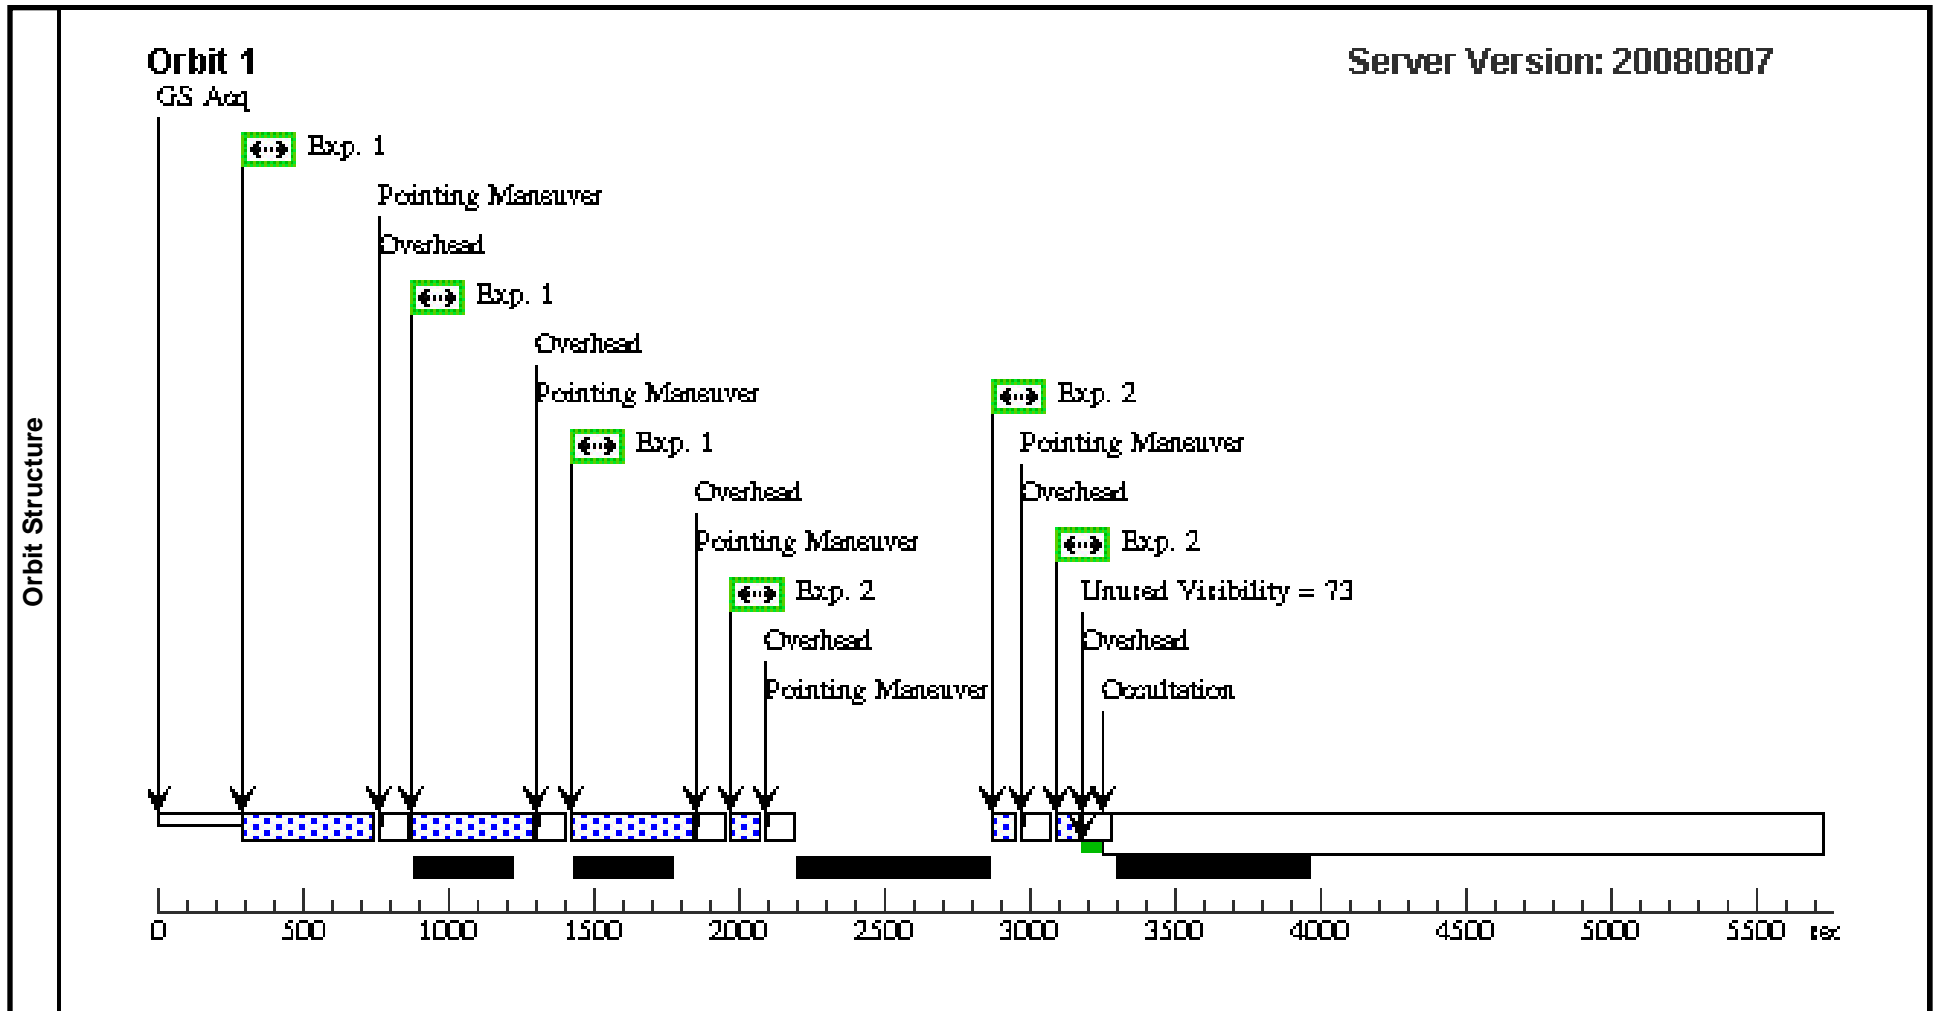 Orbit Structure
Orbit 1
Server Version: 20080807
GS Acq
Exp. 1
Pointing Maneuver
Overhead
Exp. 1
Overhead
Pointing Maneuver
Exp. 2
Exp. 1
Pointing Maneuver
Overhead
Overhead
Pointing Maneuver
Exp. 2
Exp. 2
Unused Visibility = 73
Overhead
Overhead
Pointing Maneuver
Occultation
0 500 1000 1500 2000 2500 3000 3500 4000 4500 5000 5500 sec